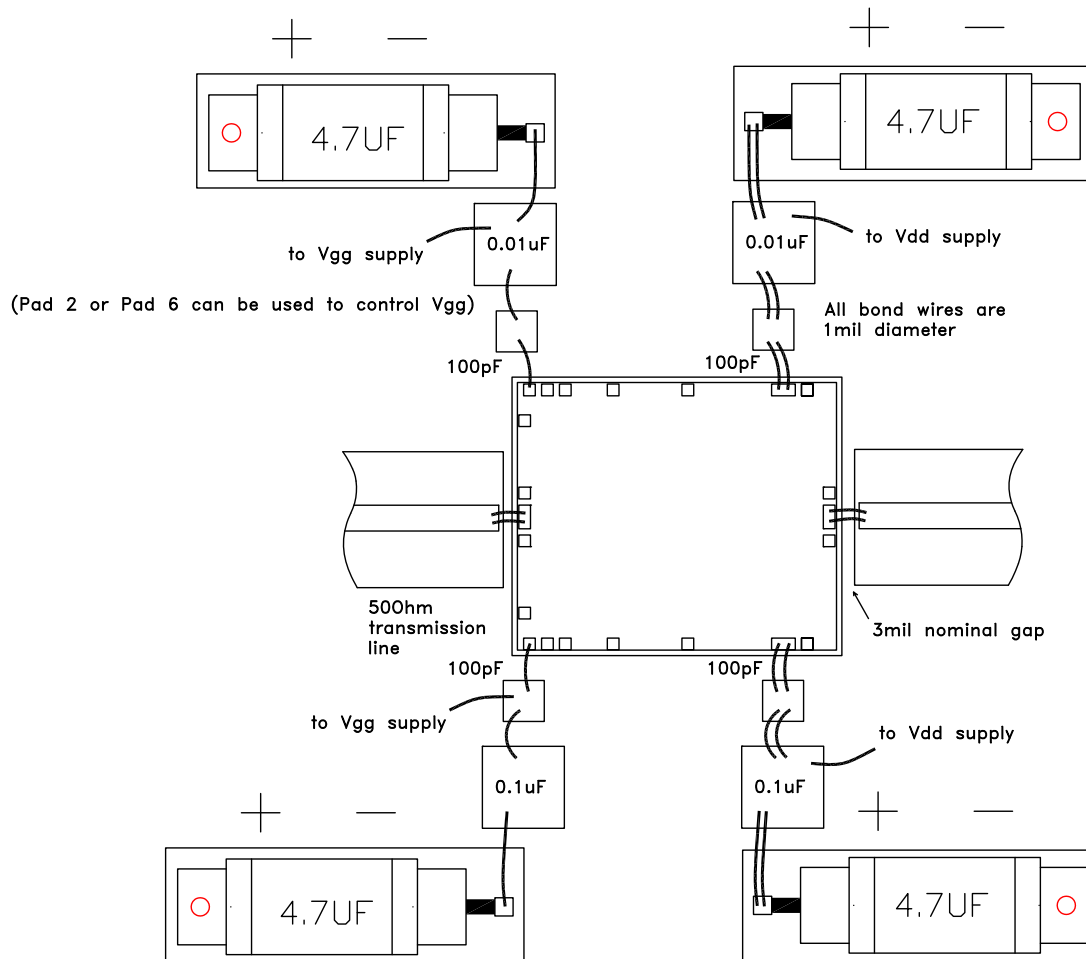 + −
+ −
4.7UF
4.7UF
0.01uF
0.01uF
to Vgg supply
to Vdd supply
(Pad 2 or Pad 6 can be used to control Vgg)
All bond wires are
1mil diameter
100pF
100pF
50Ohm
transmission
line
3mil nominal gap
100pF
100pF
to Vgg supply
to Vdd supply
0.1uF
0.1uF
+ −
+ −
4.7UF
4.7UF